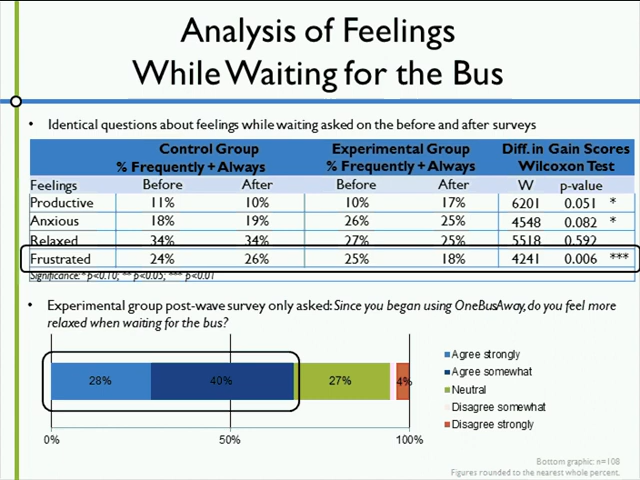 Analysis of Feelings
While Waiting for the Bus
• Identical questions about feelings while waiting asked on the before and after surveys
Control Group Experimental Group Diff. in Gain Scores
% Frequently + Always % Frequently + Always Wilcoxon Test
Feelings Before After Before After W p-value
Productive 11% 10% 10% 17% 6201 0.051 *
Anxious 18% 19% 26% 25% 4548 0.082 *
Relaxed 34% 34% 27% 25% 5518 0.592
Frustrated 24% 26% 25% 18% 4241 0.006 ***
Significance: * p<0.10; ** p<0.05; *** p<0.01
• Experimental group post-wave survey only asked: Since you began using OneBusAway, do you feel more
relaxed when waiting for the bus?
28% 40% 27% 4%
0% 50% 100%
Agree strongly
Agree somewhat
Neutral
Disagree somewhat
Disagree strongly
Bottom graphic: n=108
Figures rounded to the nearest whole percent.